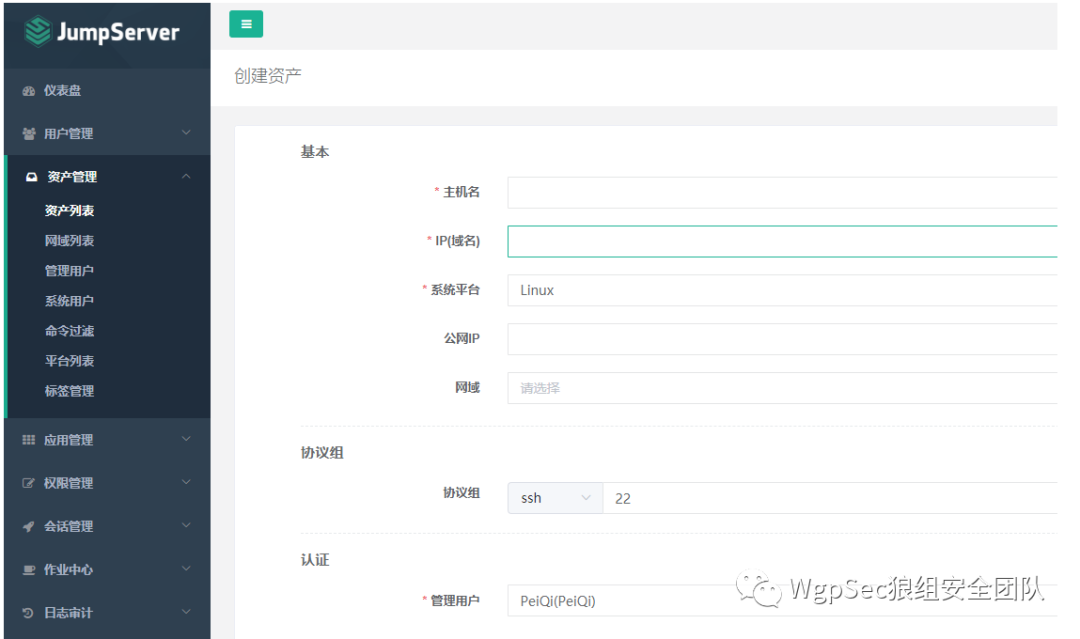 JumpServer
仪表盘
用户管理
资产管理
资产列表
网域列表
管理用户
系统用户
命令过滤
平台列表
标签管理
应用管理
权限管理
会话管理
作业中心
日志审计
创建资产
基本
* 主机名
* IP(域名)
* 系统平台 Linux
公网IP
网域 请选择
协议组
协议组 ssh 22
认证
* 管理用户 PeiQi(PeiQi)
WgpSec狼组安全团队